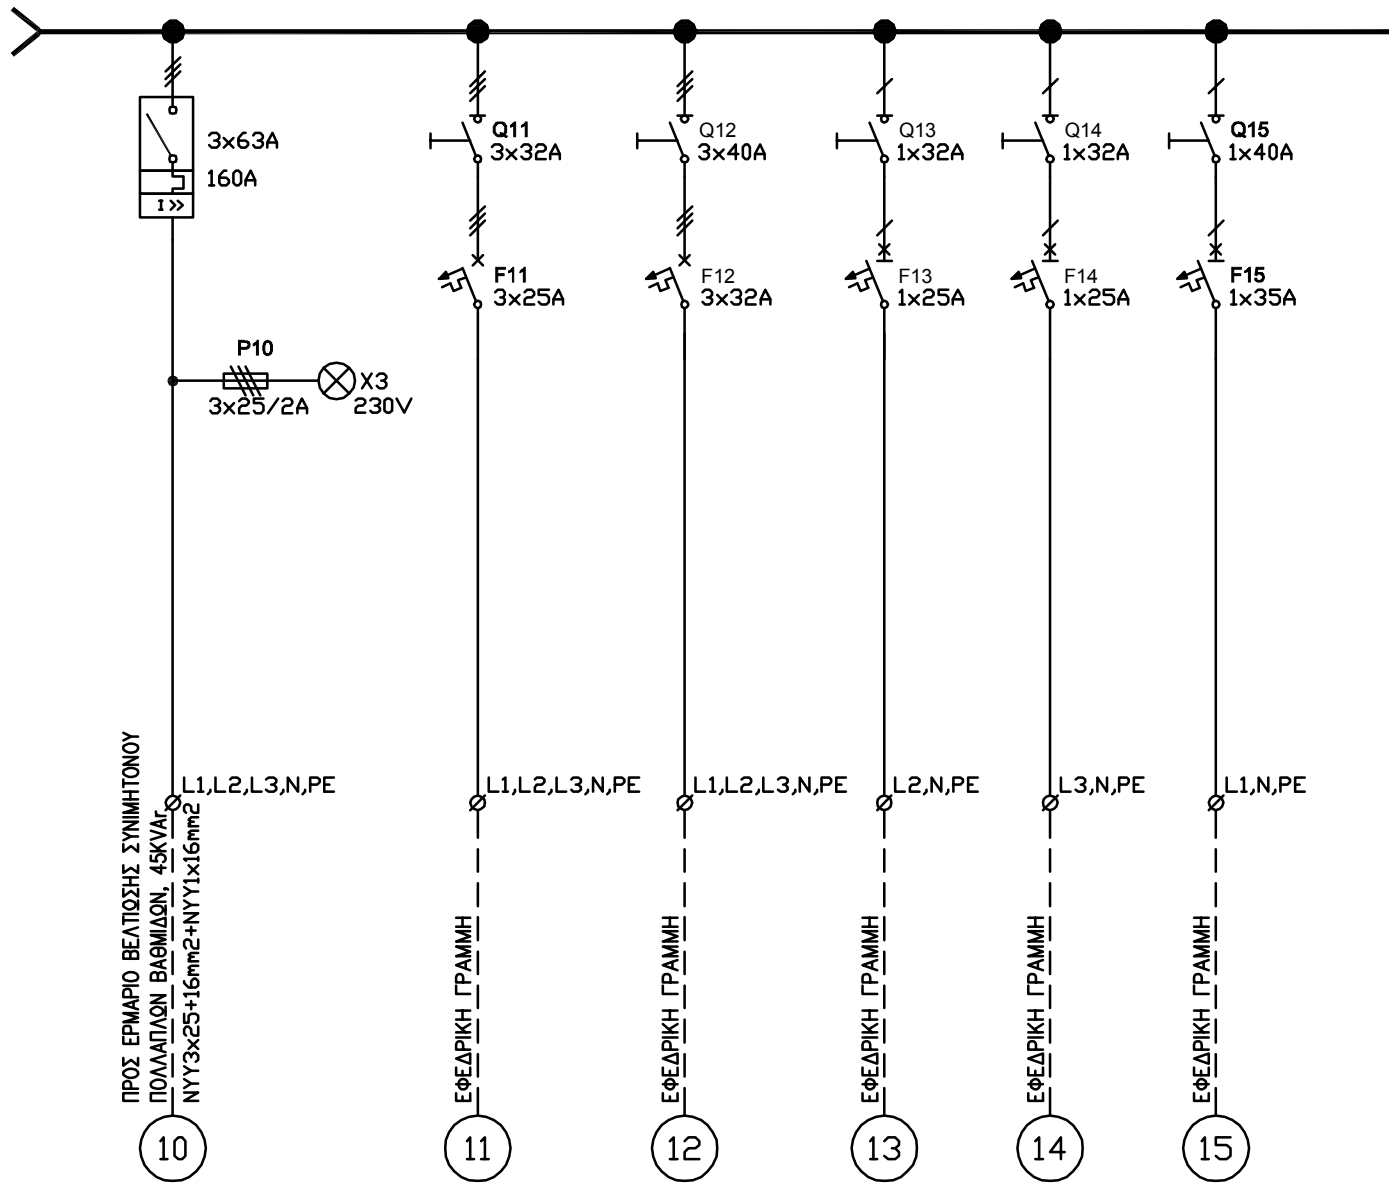 3x63A
160A
I >>
Q11
3x32A
Q12
3x40A
Q13
1x32A
Q14
1x32A
Q15
1x40A
F11
3x25A
F12
3x32A
F13
1x25A
F14
1x25A
F15
1x35A
P10
3x25/2A
X3
230V
L1,L2,L3,N,PE
L1,L2,L3,N,PE
L1,L2,L3,N,PE
L2,N,PE
L3,N,PE
L1,N,PE
ΠΡΟΣ ΕΡΜΑΡΙΟ ΒΕΛΤΙΩΣΗΣ ΣΥΝΙΜΗΤΟΝΟΥ
ΠΟΛΛΑΠΛΩΝ ΒΑΘΜΙΔΩΝ, 45KVAr
NYY3x25+16mm2+NYY1x16mm2
ΕΦΕΔΡΙΚΗ ΓΡΑΜΜΗ
ΕΦΕΔΡΙΚΗ ΓΡΑΜΜΗ
ΕΦΕΔΡΙΚΗ ΓΡΑΜΜΗ
ΕΦΕΔΡΙΚΗ ΓΡΑΜΜΗ
ΕΦΕΔΡΙΚΗ ΓΡΑΜΜΗ
10
11
12
13
14
15